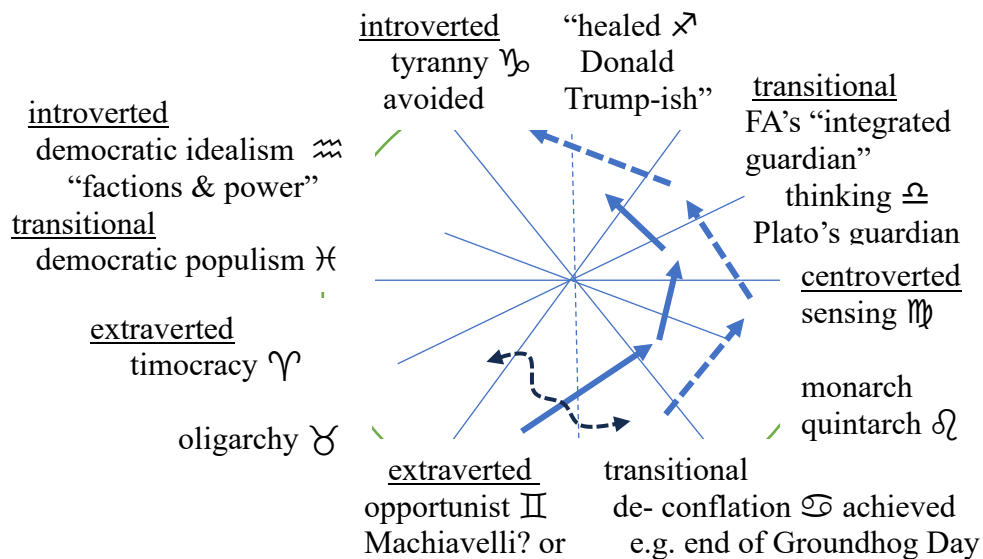 introverted
tyranny ♑
avoided
“healed ♐
Donald
Trump-ish”
transitional
FA’s “integrated
guardian”
thinking ♎
Plato’s guardian
introverted
democratic idealism ♒
“factions & power”
transitional
democratic populism ♓
centroverted
sensing ♍
extraverted
timocracy ♈
monarch
quintarch ♌
oligarchy ♉
extraverted
opportunist ♊
Machiavelli? or
transitional
de- conflation ♋ achieved
e.g. end of Groundhog Day